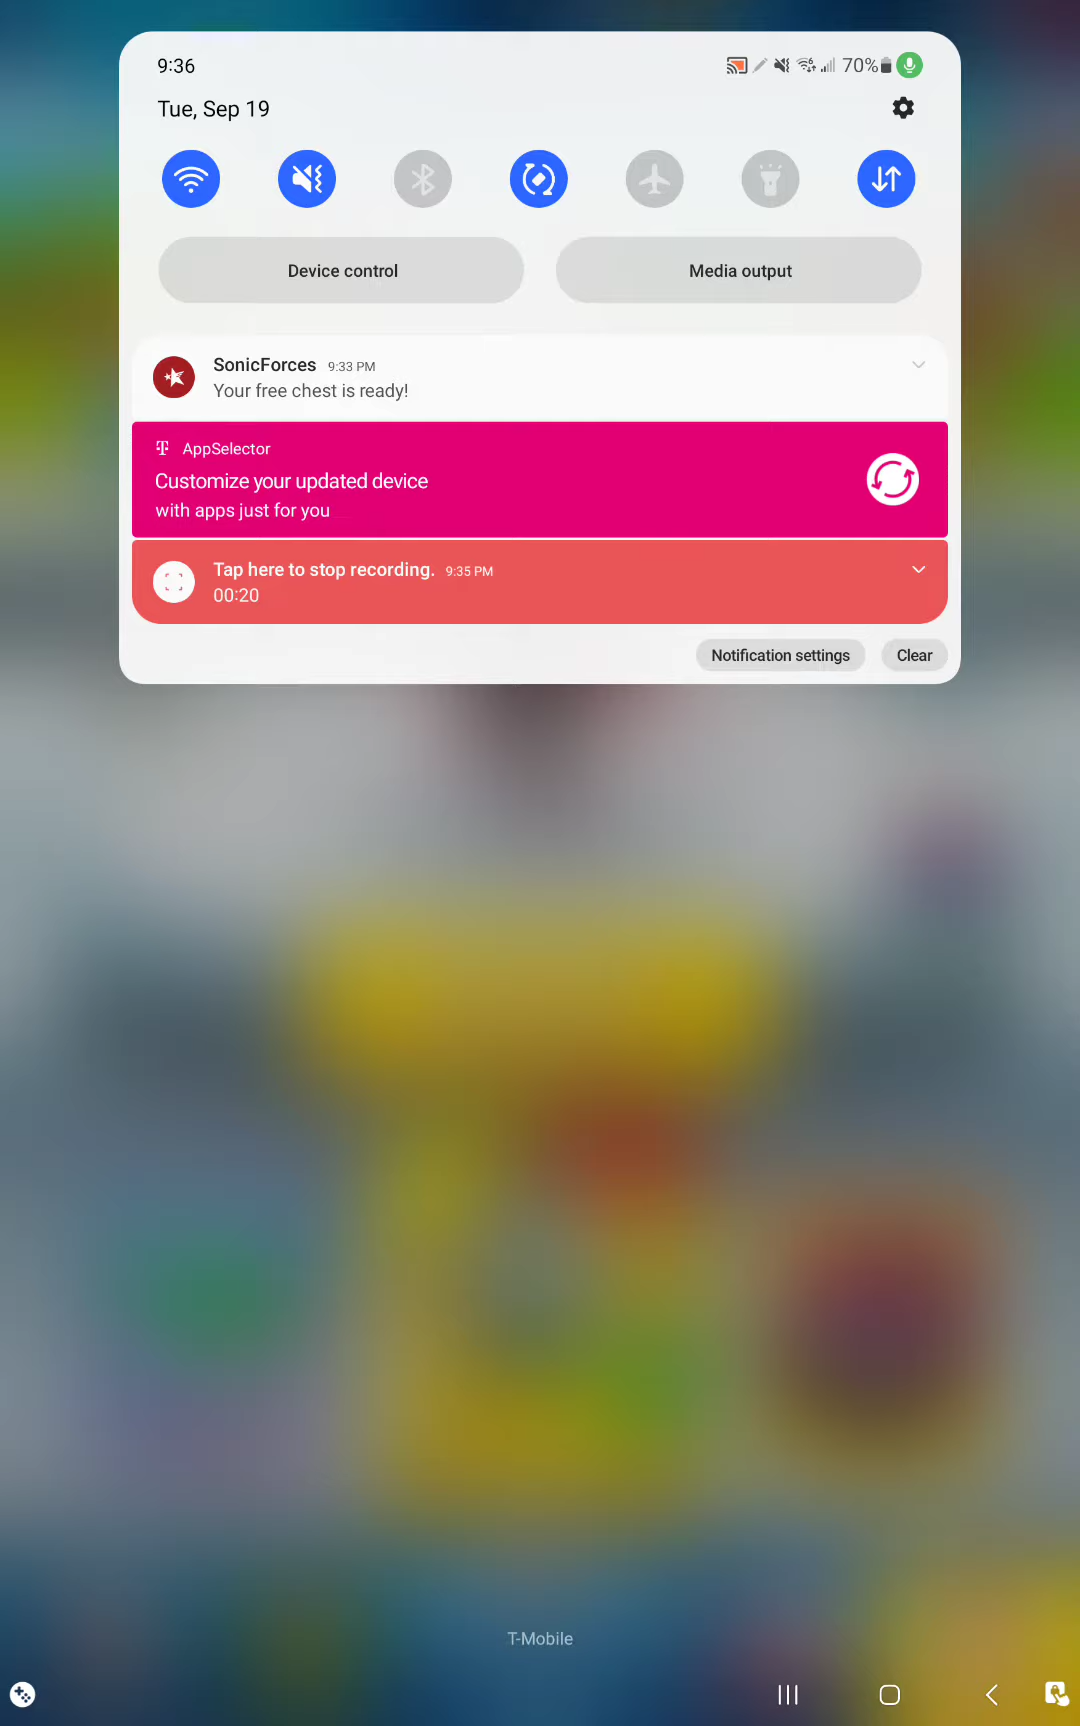 9:36
70%
Tue, Sep 19
Device control
Media output
SonicForces 9:33 PM
Your free chest is ready!
AppSelector
Customize your updated device
with apps just for you
Tap here to stop recording. 9:35 PM
00:20
Notification settings
Clear
T-Mobile